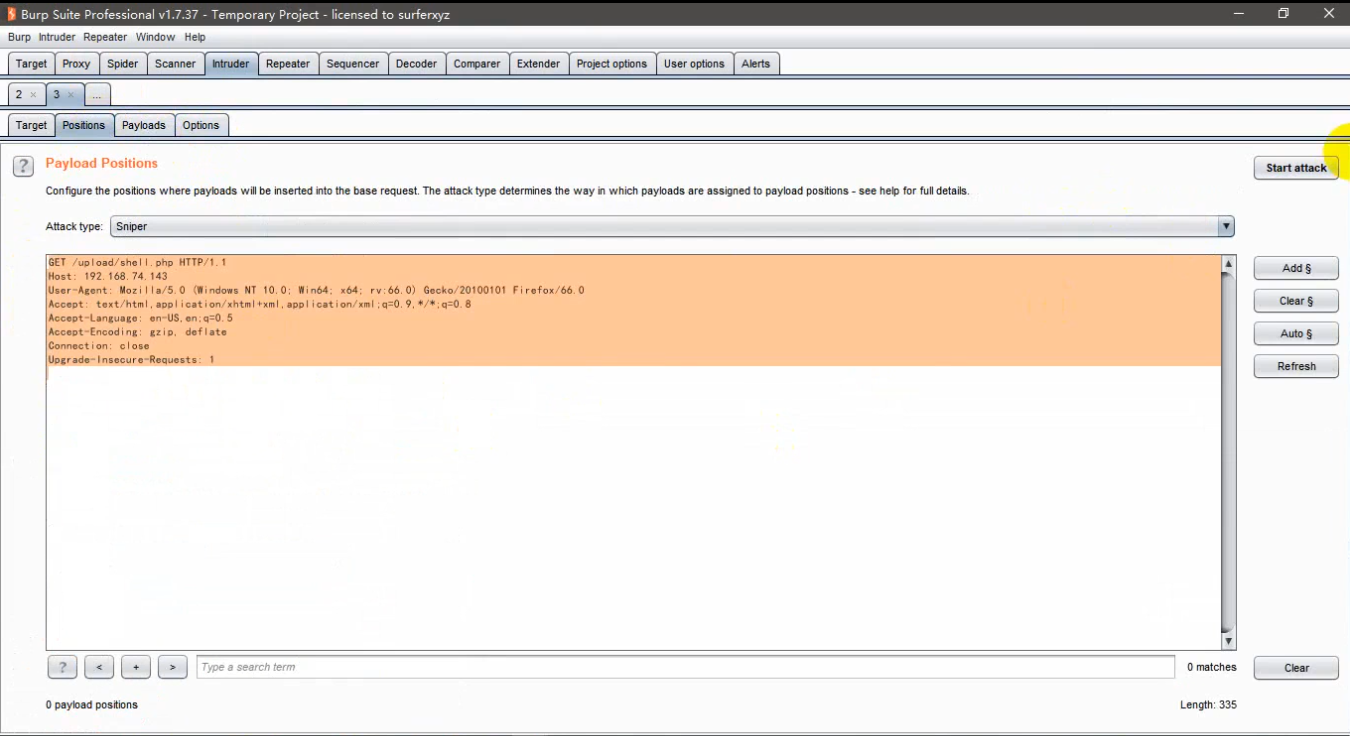 Burp Suite Professional v1.7.37 - Temporary Project - licensed to surferxyz
Burp Intruder Repeater Window Help
Target Proxy Spider Scanner Intruder Repeater Sequencer Decoder Comparer Extender Project options User options Alerts
2 × 3 × ...
Target Positions Payloads Options
? Payload Positions
Start attack
Configure the positions where payloads will be inserted into the base request. The attack type determines the way in which payloads are assigned to payload positions - see help for full details.
Attack type: Sniper
GET /upload/shell.php HTTP/1.1
Host: 192.168.74.143
User-Agent: Mozilla/5.0 (Windows NT 10.0; Win64; x64; rv:66.0) Gecko/20100101 Firefox/66.0
Accept: text/html,application/xhtml+xml,application/xml;q=0.9,*/*;q=0.8
Accept-Language: en-US,en;q=0.5
Accept-Encoding: gzip, deflate
Connection: close
Upgrade-Insecure-Requests: 1
Add §
Clear §
Auto §
Refresh
? < + > Type a search term 0 matches Clear
0 payload positions Length: 335